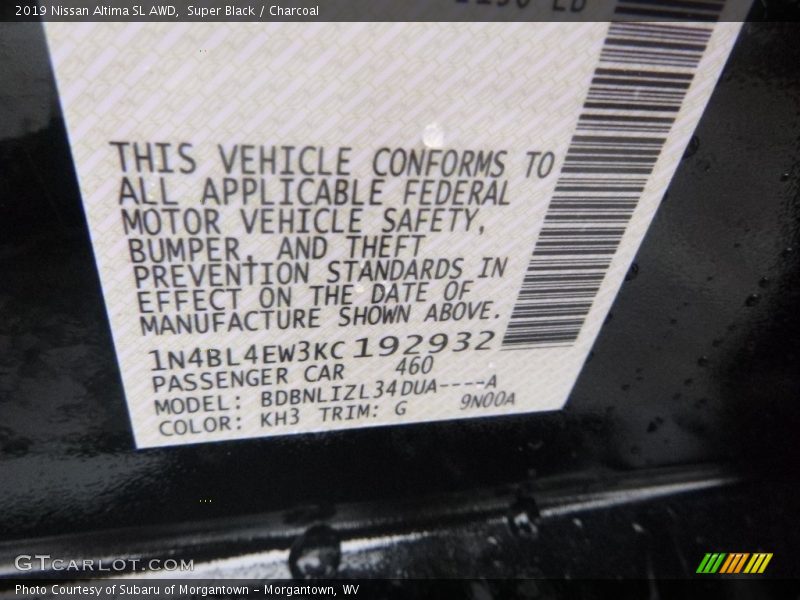 2019 Nissan Altima SL AWD, Super Black / Charcoal
THIS VEHICLE CONFORMS TO
ALL APPLICABLE FEDERAL
MOTOR VEHICLE SAFETY,
BUMPER, AND THEFT
PREVENTION STANDARDS IN
EFFECT ON THE DATE OF
MANUFACTURE SHOWN ABOVE.
1N4BL4EW3KC192932
PASSENGER CAR 460
MODEL: BDBNLIZL34DUA----A
COLOR: KH3 TRIM: G 9N00A
GTCARLOT.COM
Photo Courtesy of Subaru of Morgantown - Morgantown, WV